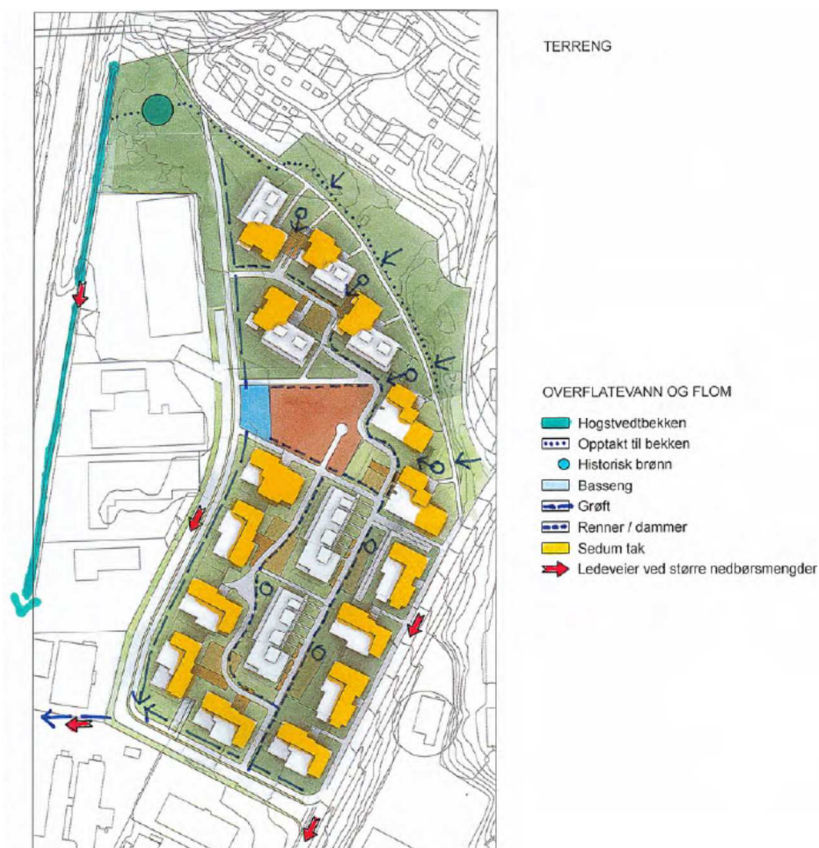 TERRENG
OVERFLATEVANN OG FLOM
Hogstvedtbekken
Opptakt til bekken
Historisk brønn
Basseng
Grøft
Renner / dammer
Sedum tak
Ledeveier ved større nedbørsmengder